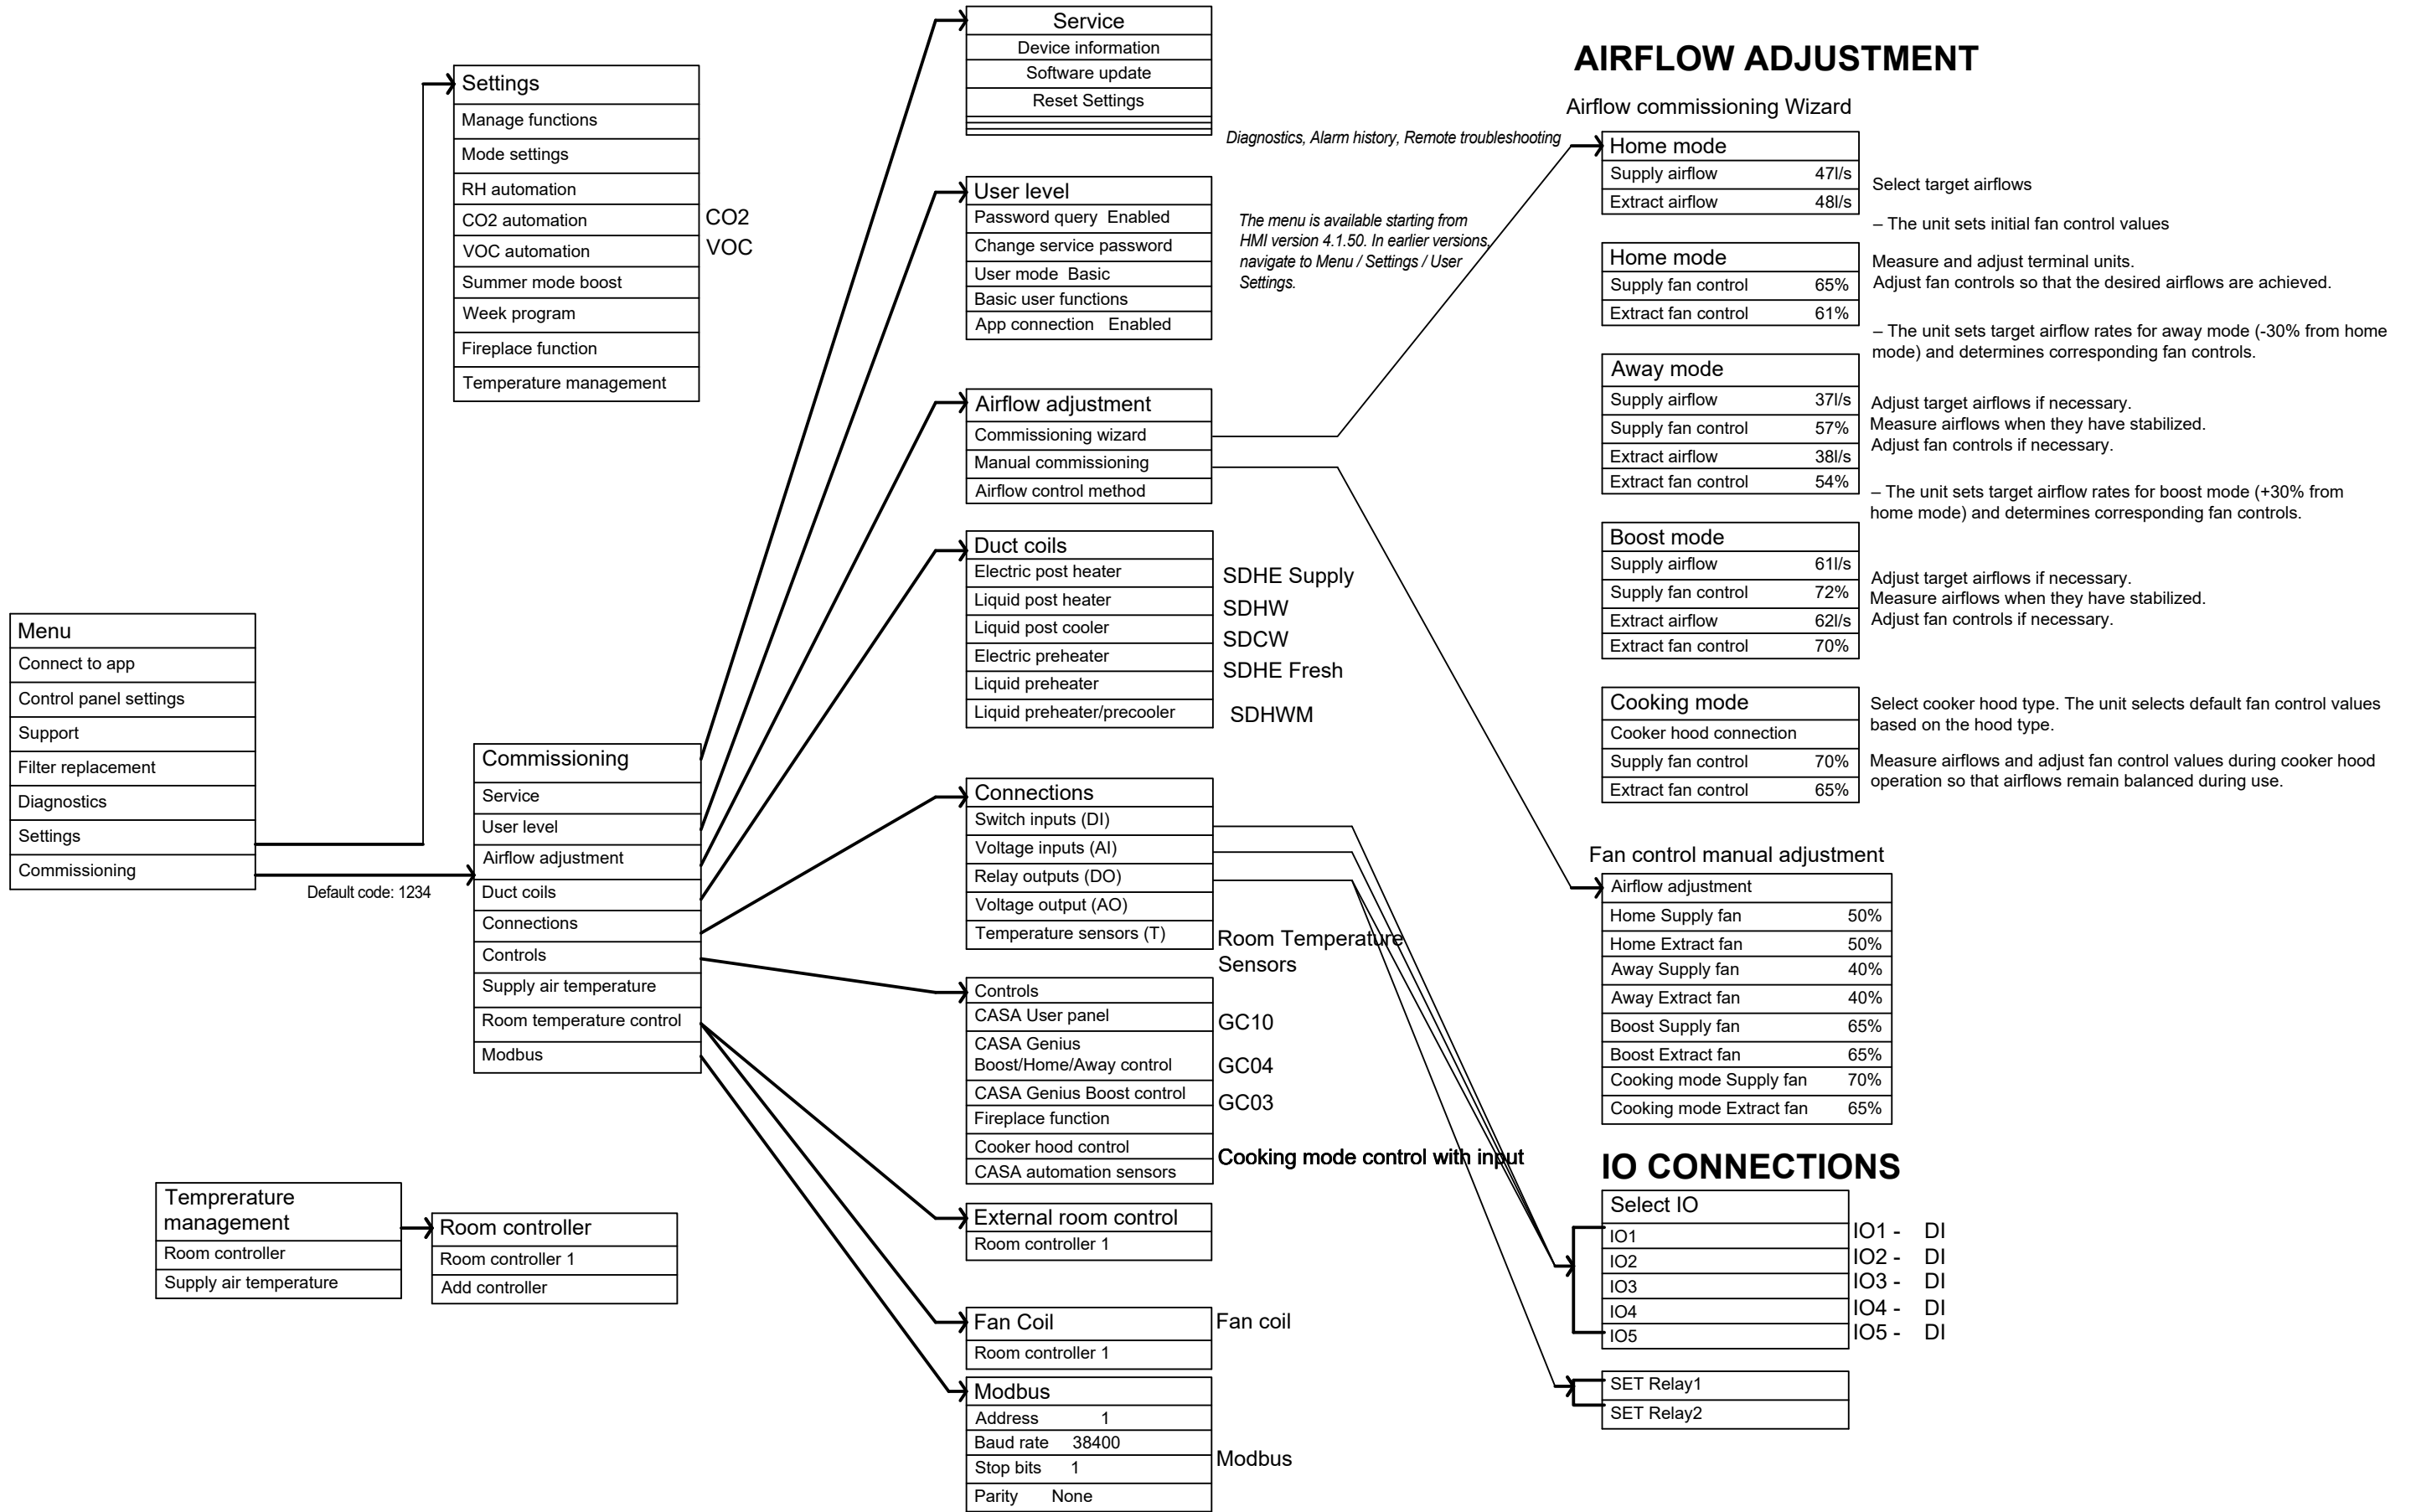 Menu
Connect to app
Control panel settings
Support
Filter replacement
Diagnostics
Settings
Commissioning
Default code: 1234
Settings
Manage functions
Mode settings
RH automation
CO2 automation
VOC automation
Summer mode boost
Week program
Fireplace function
Temperature management
CO2
VOC
Commissioning
Service
User level
Airflow adjustment
Duct coils
Connections
Controls
Supply air temperature
Room temperature control
Modbus
Temprerature
management
Room controller
Supply air temperature
Room controller
Room controller 1
Add controller
Service
Device information
Software update
Reset Settings
Diagnostics, Alarm history, Remote troubleshooting
User level
Password query Enabled
Change service password
User mode Basic
Basic user functions
App connection Enabled
The menu is available starting from
HMI version 4.1.50. In earlier versions,
navigate to Menu / Settings / User
Settings.
Airflow adjustment
Commissioning wizard
Manual commissioning
Airflow control method
Duct coils
Electric post heater
Liquid post heater
Liquid post cooler
Electric preheater
Liquid preheater
Liquid preheater/precooler
SDHE Supply
SDHW
SDCW
SDHE Fresh
SDHWM
Connections
Switch inputs (DI)
Voltage inputs (AI)
Relay outputs (DO)
Voltage output (AO)
Temperature sensors (T)
Room Temperature
Sensors
Controls
CASA User panel
CASA Genius
Boost/Home/Away control
CASA Genius Boost control
Fireplace function
Cooker hood control
CASA automation sensors
GC10
GC04
GC03
Cooking mode control with input
External room control
Room controller 1
Fan Coil
Room controller 1
Fan coil
Modbus
Address 1
Baud rate 38400
Stop bits 1
Parity None
Modbus
AIRFLOW ADJUSTMENT
Airflow commissioning Wizard
Home mode
Supply airflow 47l/s
Extract airflow 48l/s
Select target airflows
– The unit sets initial fan control values
Home mode
Supply fan control 65%
Extract fan control 61%
Measure and adjust terminal units.
Adjust fan controls so that the desired airflows are achieved.
– The unit sets target airflow rates for away mode (-30% from home
mode) and determines corresponding fan controls.
Away mode
Supply airflow 37l/s
Supply fan control 57%
Extract airflow 38l/s
Extract fan control 54%
Adjust target airflows if necessary.
Measure airflows when they have stabilized.
Adjust fan controls if necessary.
– The unit sets target airflow rates for boost mode (+30% from
home mode) and determines corresponding fan controls.
Boost mode
Supply airflow 61l/s
Supply fan control 72%
Extract airflow 62l/s
Extract fan control 70%
Adjust target airflows if necessary.
Measure airflows when they have stabilized.
Adjust fan controls if necessary.
Cooking mode
Cooker hood connection
Supply fan control 70%
Extract fan control 65%
Select cooker hood type. The unit selects default fan control values
based on the hood type.
Measure airflows and adjust fan control values during cooker hood
operation so that airflows remain balanced during use.
Fan control manual adjustment
Airflow adjustment
Home Supply fan 50%
Home Extract fan 50%
Away Supply fan 40%
Away Extract fan 40%
Boost Supply fan 65%
Boost Extract fan 65%
Cooking mode Supply fan 70%
Cooking mode Extract fan 65%
IO CONNECTIONS
Select IO
IO1
IO2
IO3
IO4
IO5
IO1 - DI
IO2 - DI
IO3 - DI
IO4 - DI
IO5 - DI
SET Relay1
SET Relay2